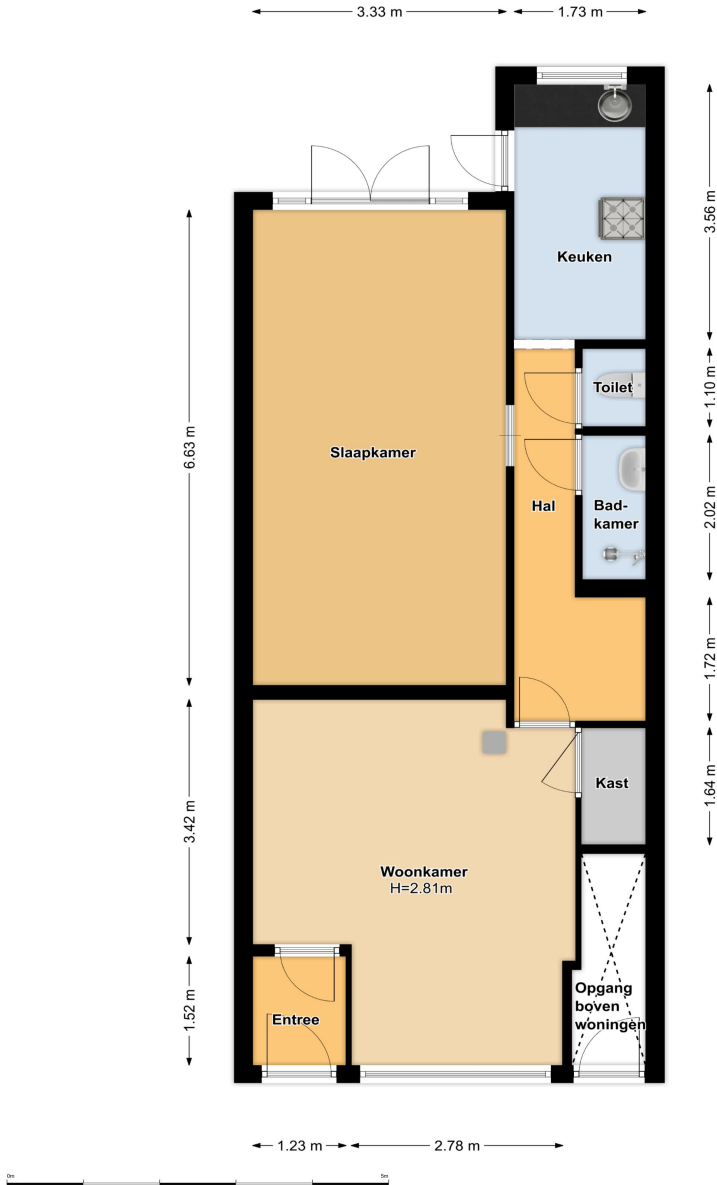 3.33 m
1.73 m
3.56 m
Keuken
1.10 m
Toilet
6.63 m
Slaapkamer
2.02 m
Hal
Bad-
kamer
1.72 m
1.64 m
Kast
3.42 m
Woonkamer
H=2.81m
Opgang
boven
woningen
1.52 m
Entree
1.23 m
2.78 m
0m
5m